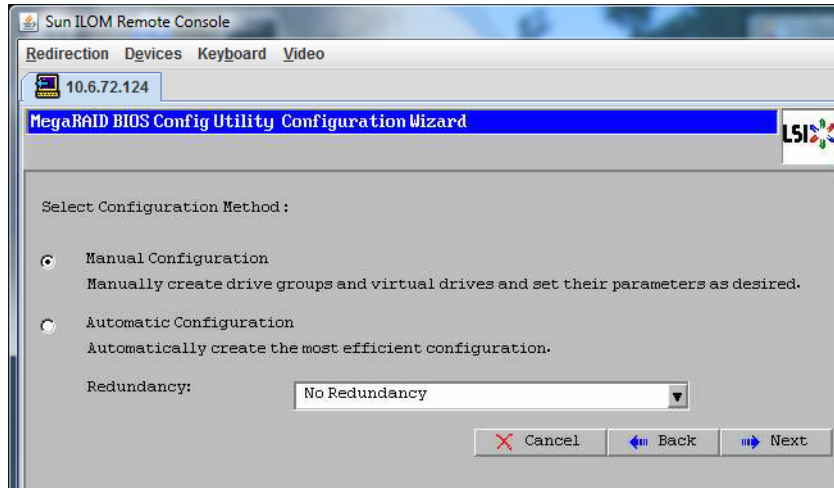 Sun ILOM Remote Console
Redirection Devices Keyboard Video
10.6.72.124
MegaRAID BIOS Config Utility Configuration Wizard
LSI
Select Configuration Method:
Manual Configuration
Manually create drive groups and virtual drives and set their parameters as desired.
Automatic Configuration
Automatically create the most efficient configuration.
Redundancy: No Redundancy
Cancel Back Next